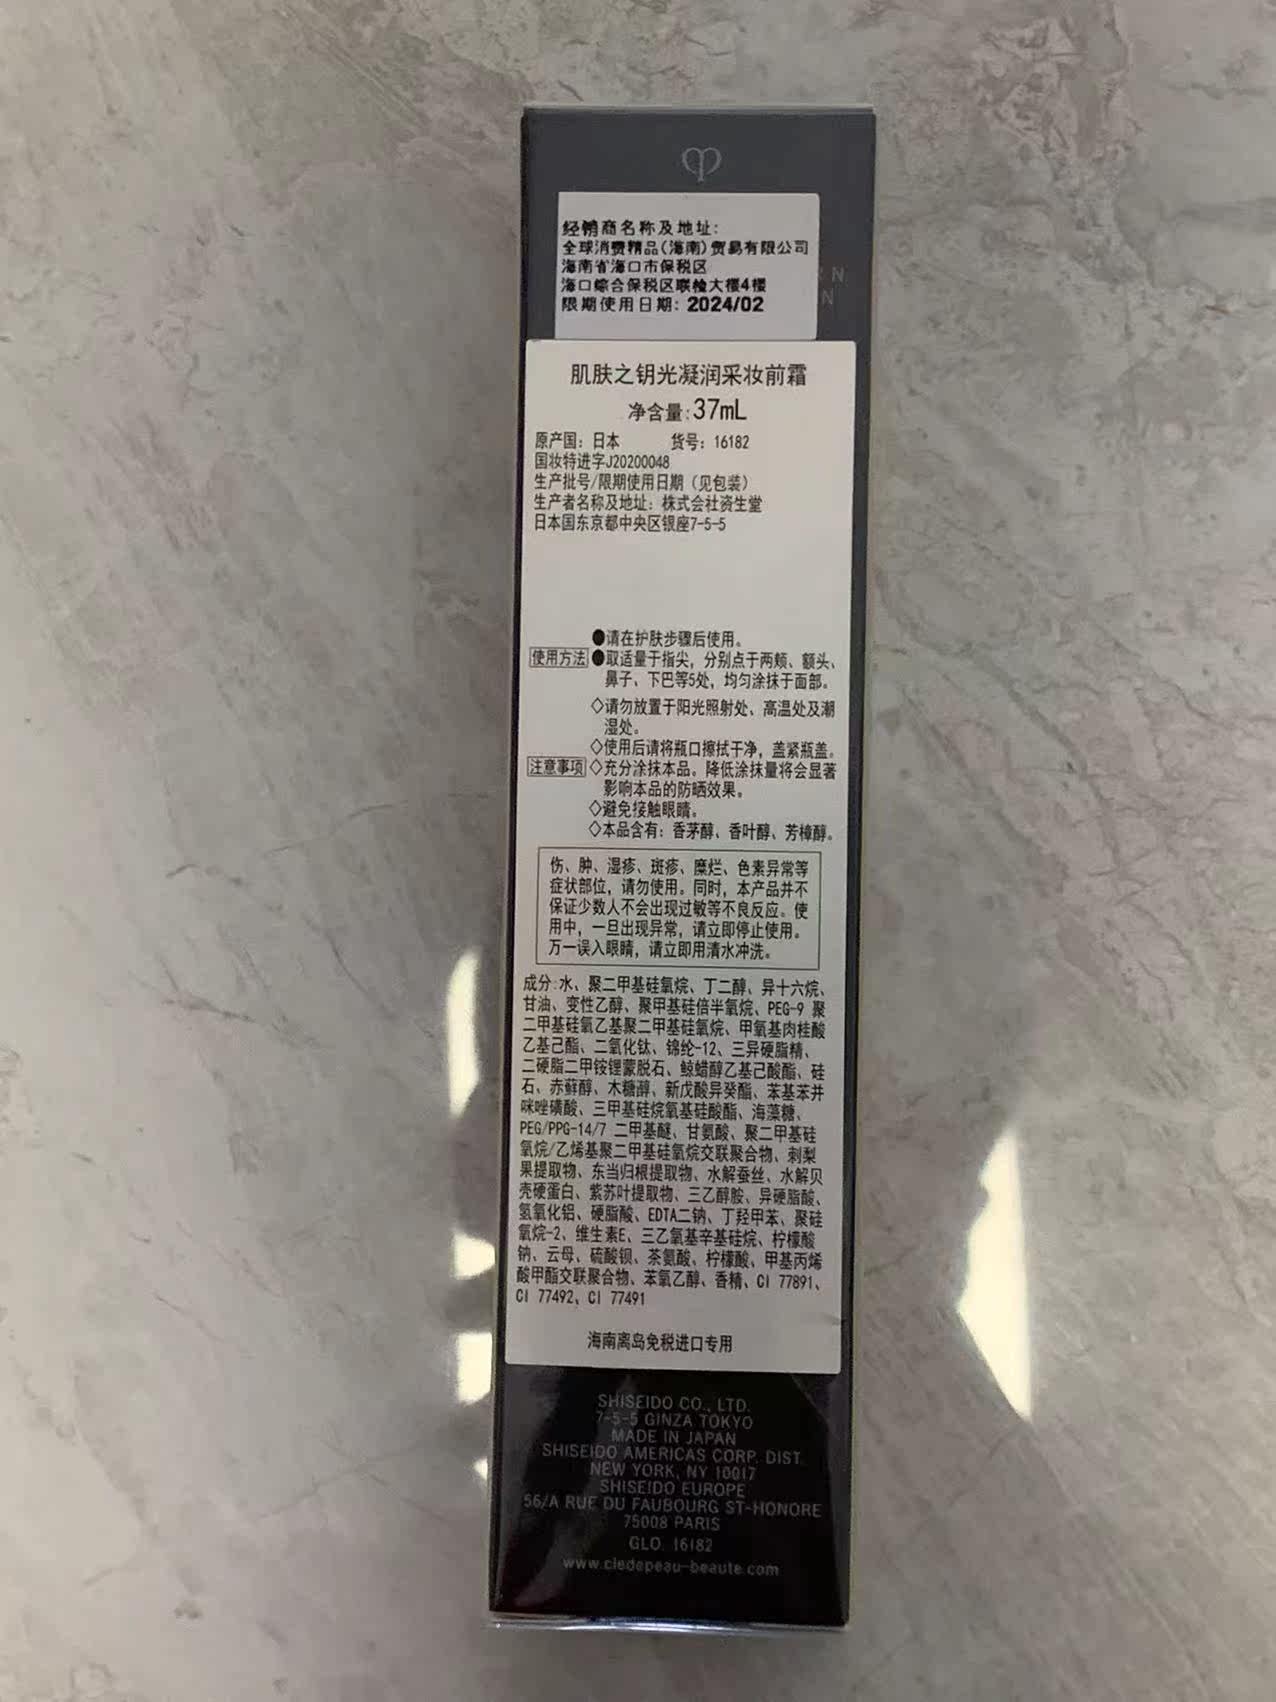 经销商名称及地址:
全球消费精品(海南)贸易有限公司
海南省海口市保税区
海口综合保税区联检大楼4楼
限期使用日期: 2024/02
肌肤之钥光凝润采妆前霜
净含量:37mL
原产国: 日本 货号: 16182
国妆特进字J20200048
生产批号/限期使用日期（见包装）
生产者名称及地址: 株式会社资生堂
日本国东京都中央区银座7-5-5
●请在护肤步骤后使用。
使用方法 ●取适量于指尖, 分别点于两颊、额头、
鼻子、下巴等5处, 均匀涂抹于面部。
◇请勿放置于阳光照射处、高温处及潮
湿处。
◇使用后请将瓶口擦拭干净, 盖紧瓶盖。
注意事项 ◇充分涂抹本品。降低涂抹量将会显著
影响本品的防晒效果。
◇避免接触眼睛。
◇本品含有: 香茅醇、香叶醇、芳樟醇。
伤、肿、湿疹、斑疹、糜烂、色素异常等
症状部位, 请勿使用。同时, 本产品并不
保证少数人不会出现过敏等不良反应。使
用中, 一旦出现异常, 请立即停止使用。
万一误入眼睛, 请立即用清水冲洗。
成分:水、聚二甲基硅氧烷、丁二醇、异十六烷、
甘油、变性乙醇、聚甲基硅倍半氧烷、PEG-9 聚
二甲基硅氧乙基聚二甲基硅氧烷、甲氧基肉桂酸
乙基己酯、二氧化钛、锦纶-12、三异硬脂精、
二硬脂二甲铵锂蒙脱石、鲸蜡醇乙基己酸酯、硅
石、赤藓醇、木糖醇、新戊酸异癸酯、苯基苯并
咪唑磺酸、三甲基硅烷氧基硅酸酯、海藻糖、
PEG/PPG-14/7 二甲基醚、甘氨酸、聚二甲基硅
氧烷/乙烯基聚二甲基硅氧烷交联聚合物、刺梨
果提取物、东当归根提取物、水解蚕丝、水解贝
壳硬蛋白、紫苏叶提取物、三乙醇胺、异硬脂酸、
氢氧化铝、硬脂酸、EDTA二钠、丁羟甲苯、聚硅
氧烷-2、维生素E、三乙氧基辛基硅烷、柠檬酸
钠、云母、硫酸钡、茶氨酸、柠檬酸、甲基丙烯
酸甲酯交联聚合物、苯氧乙醇、香精、CI 77891、
CI 77492、CI 77491
海南离岛免税进口专用
SHISEIDO CO., LTD.
7-5-5 GINZA TOKYO
MADE IN JAPAN
SHISEIDO AMERICAS CORP. DIST.
NEW YORK, NY 10017
SHISEIDO EUROPE
56/A RUE DU FAUBOURG ST-HONORE
75008 PARIS
GLO. 16182
www.cledepeau-beaute.com